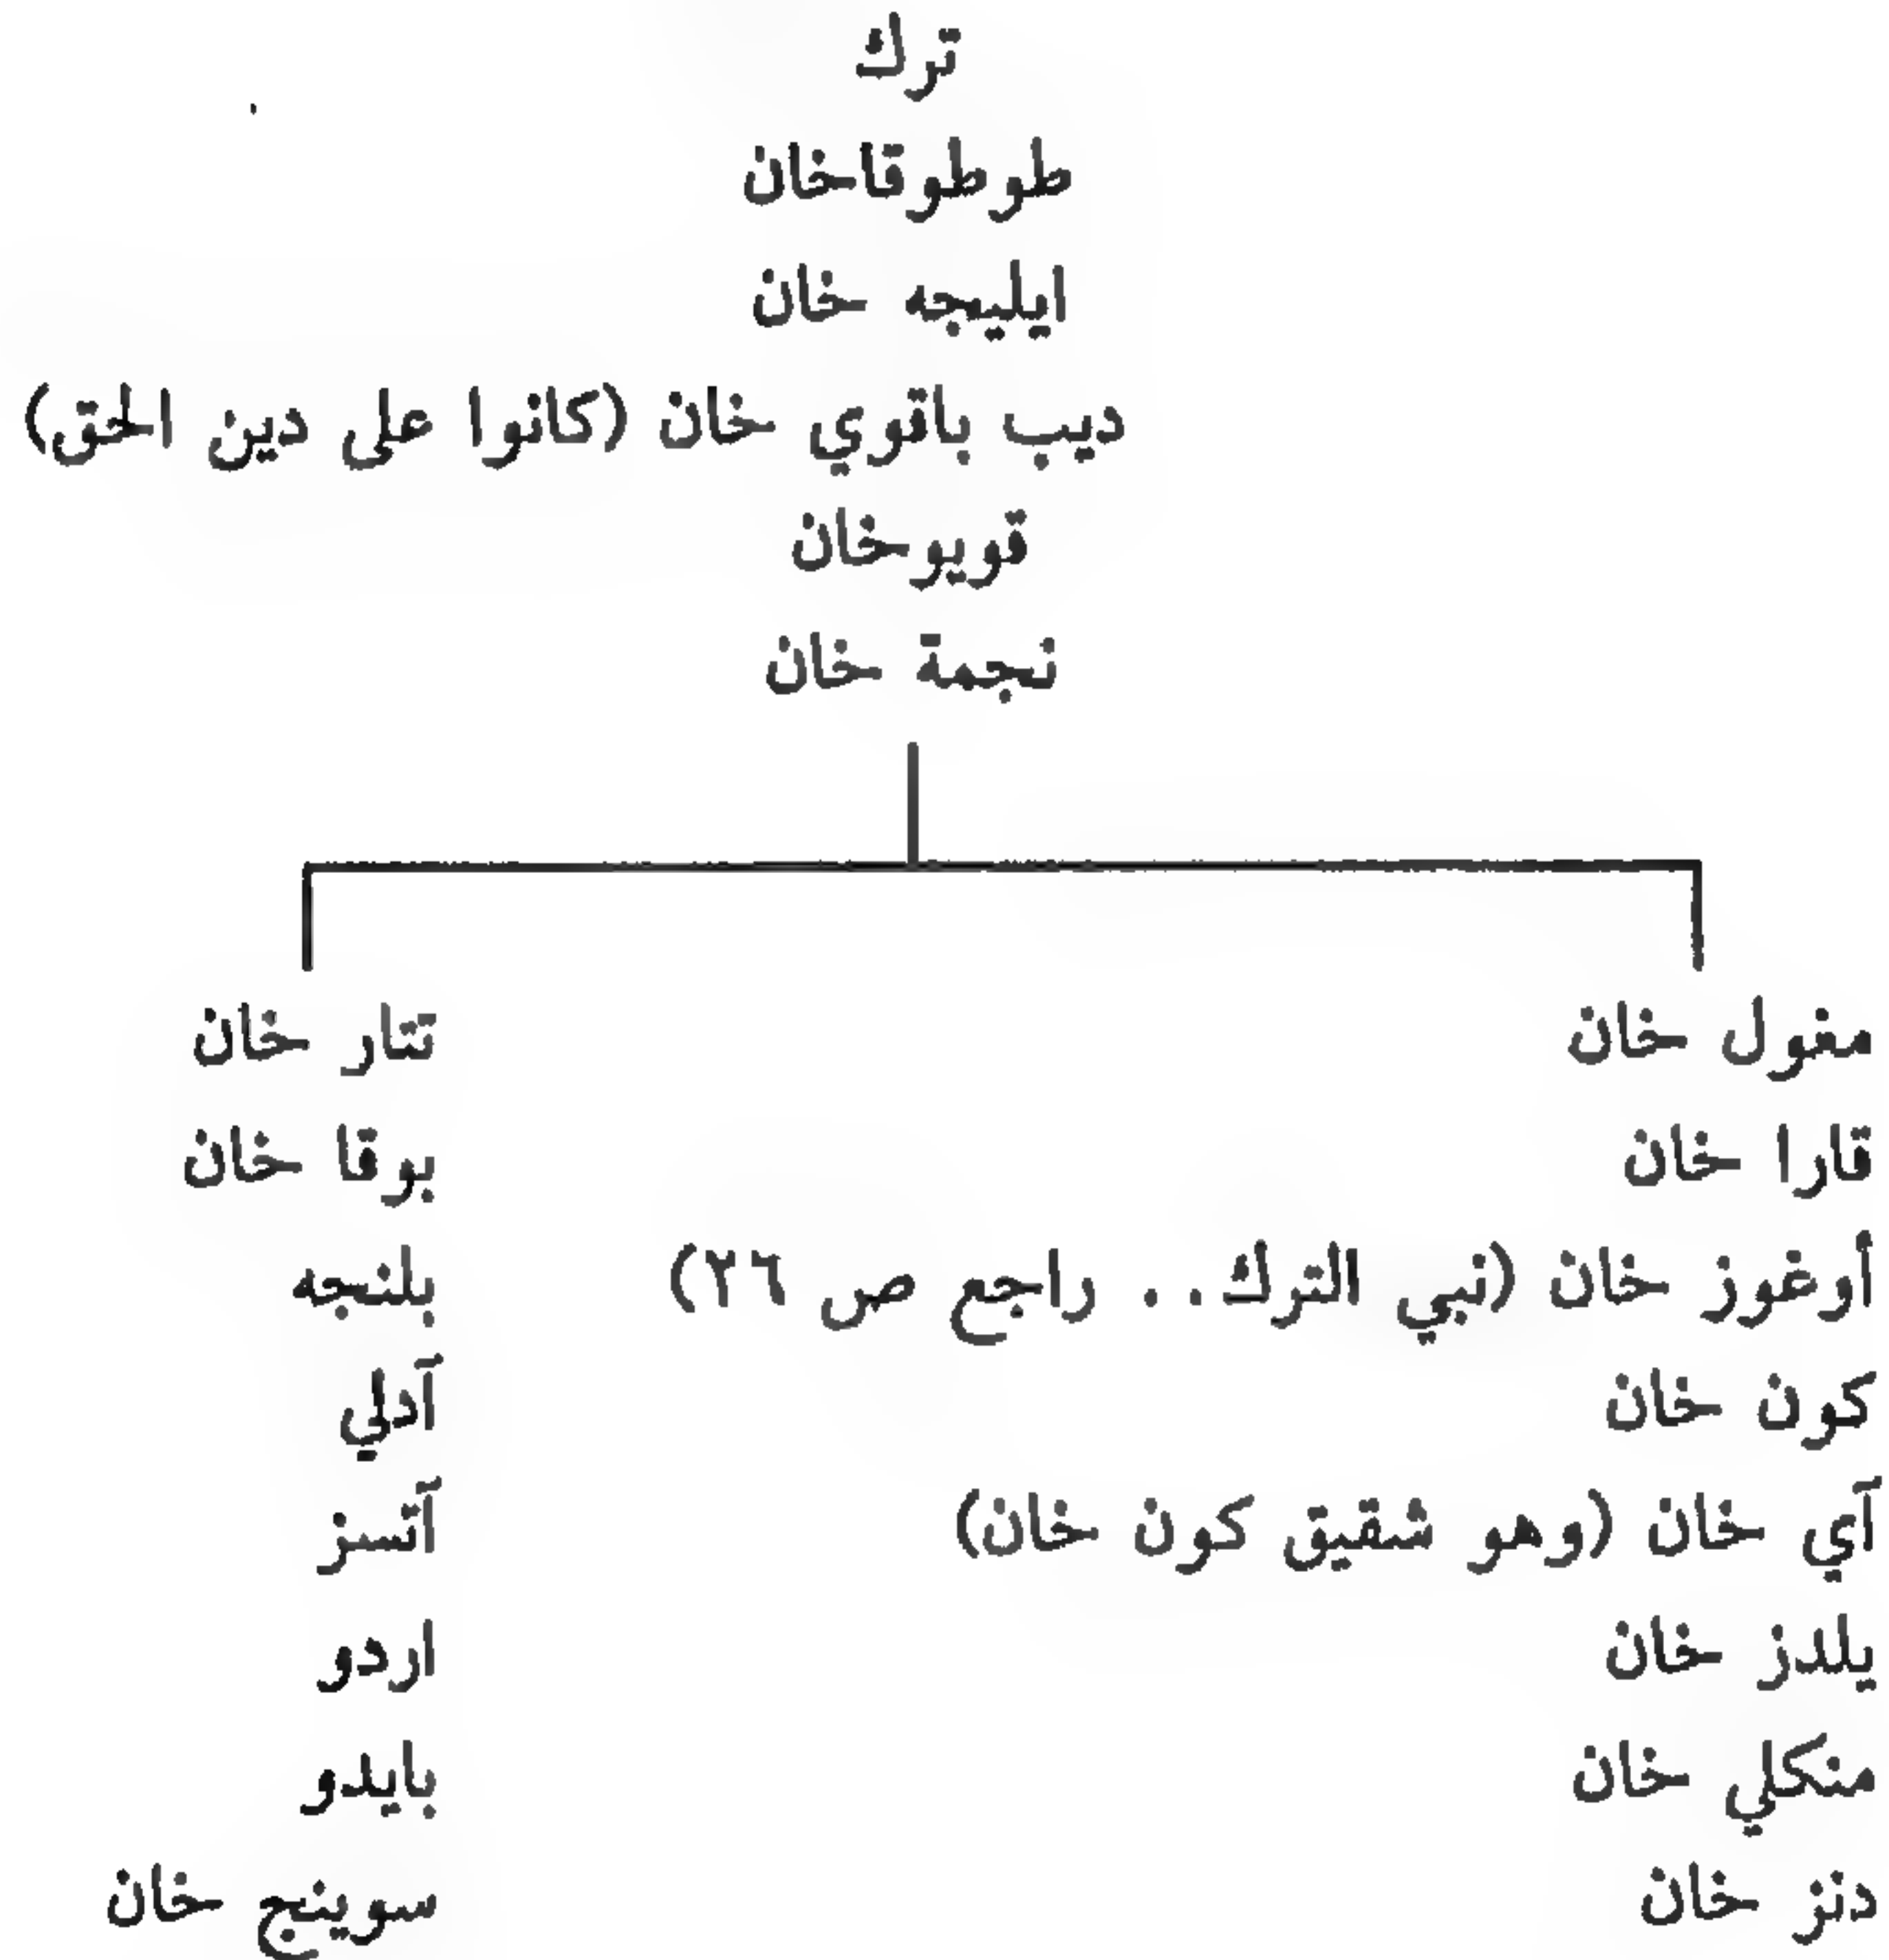 ترك
طوطوقاخان
ايليجه خان
ديب باقوي خان (كانوا على دين الحق)
قويوخان
نجمة خان
مغول خان
تتار خان
قارا خان
بوقا خان
أوغوز خان (نبي الترك.. راجع ص ٢٦)
بلنجه
كون خان
آدلي
آي خان (وهو شقيق كون خان)
آتسز
يلدز خان
اردو
منكلي خان
بايدو
دنز خان
سوينج خان